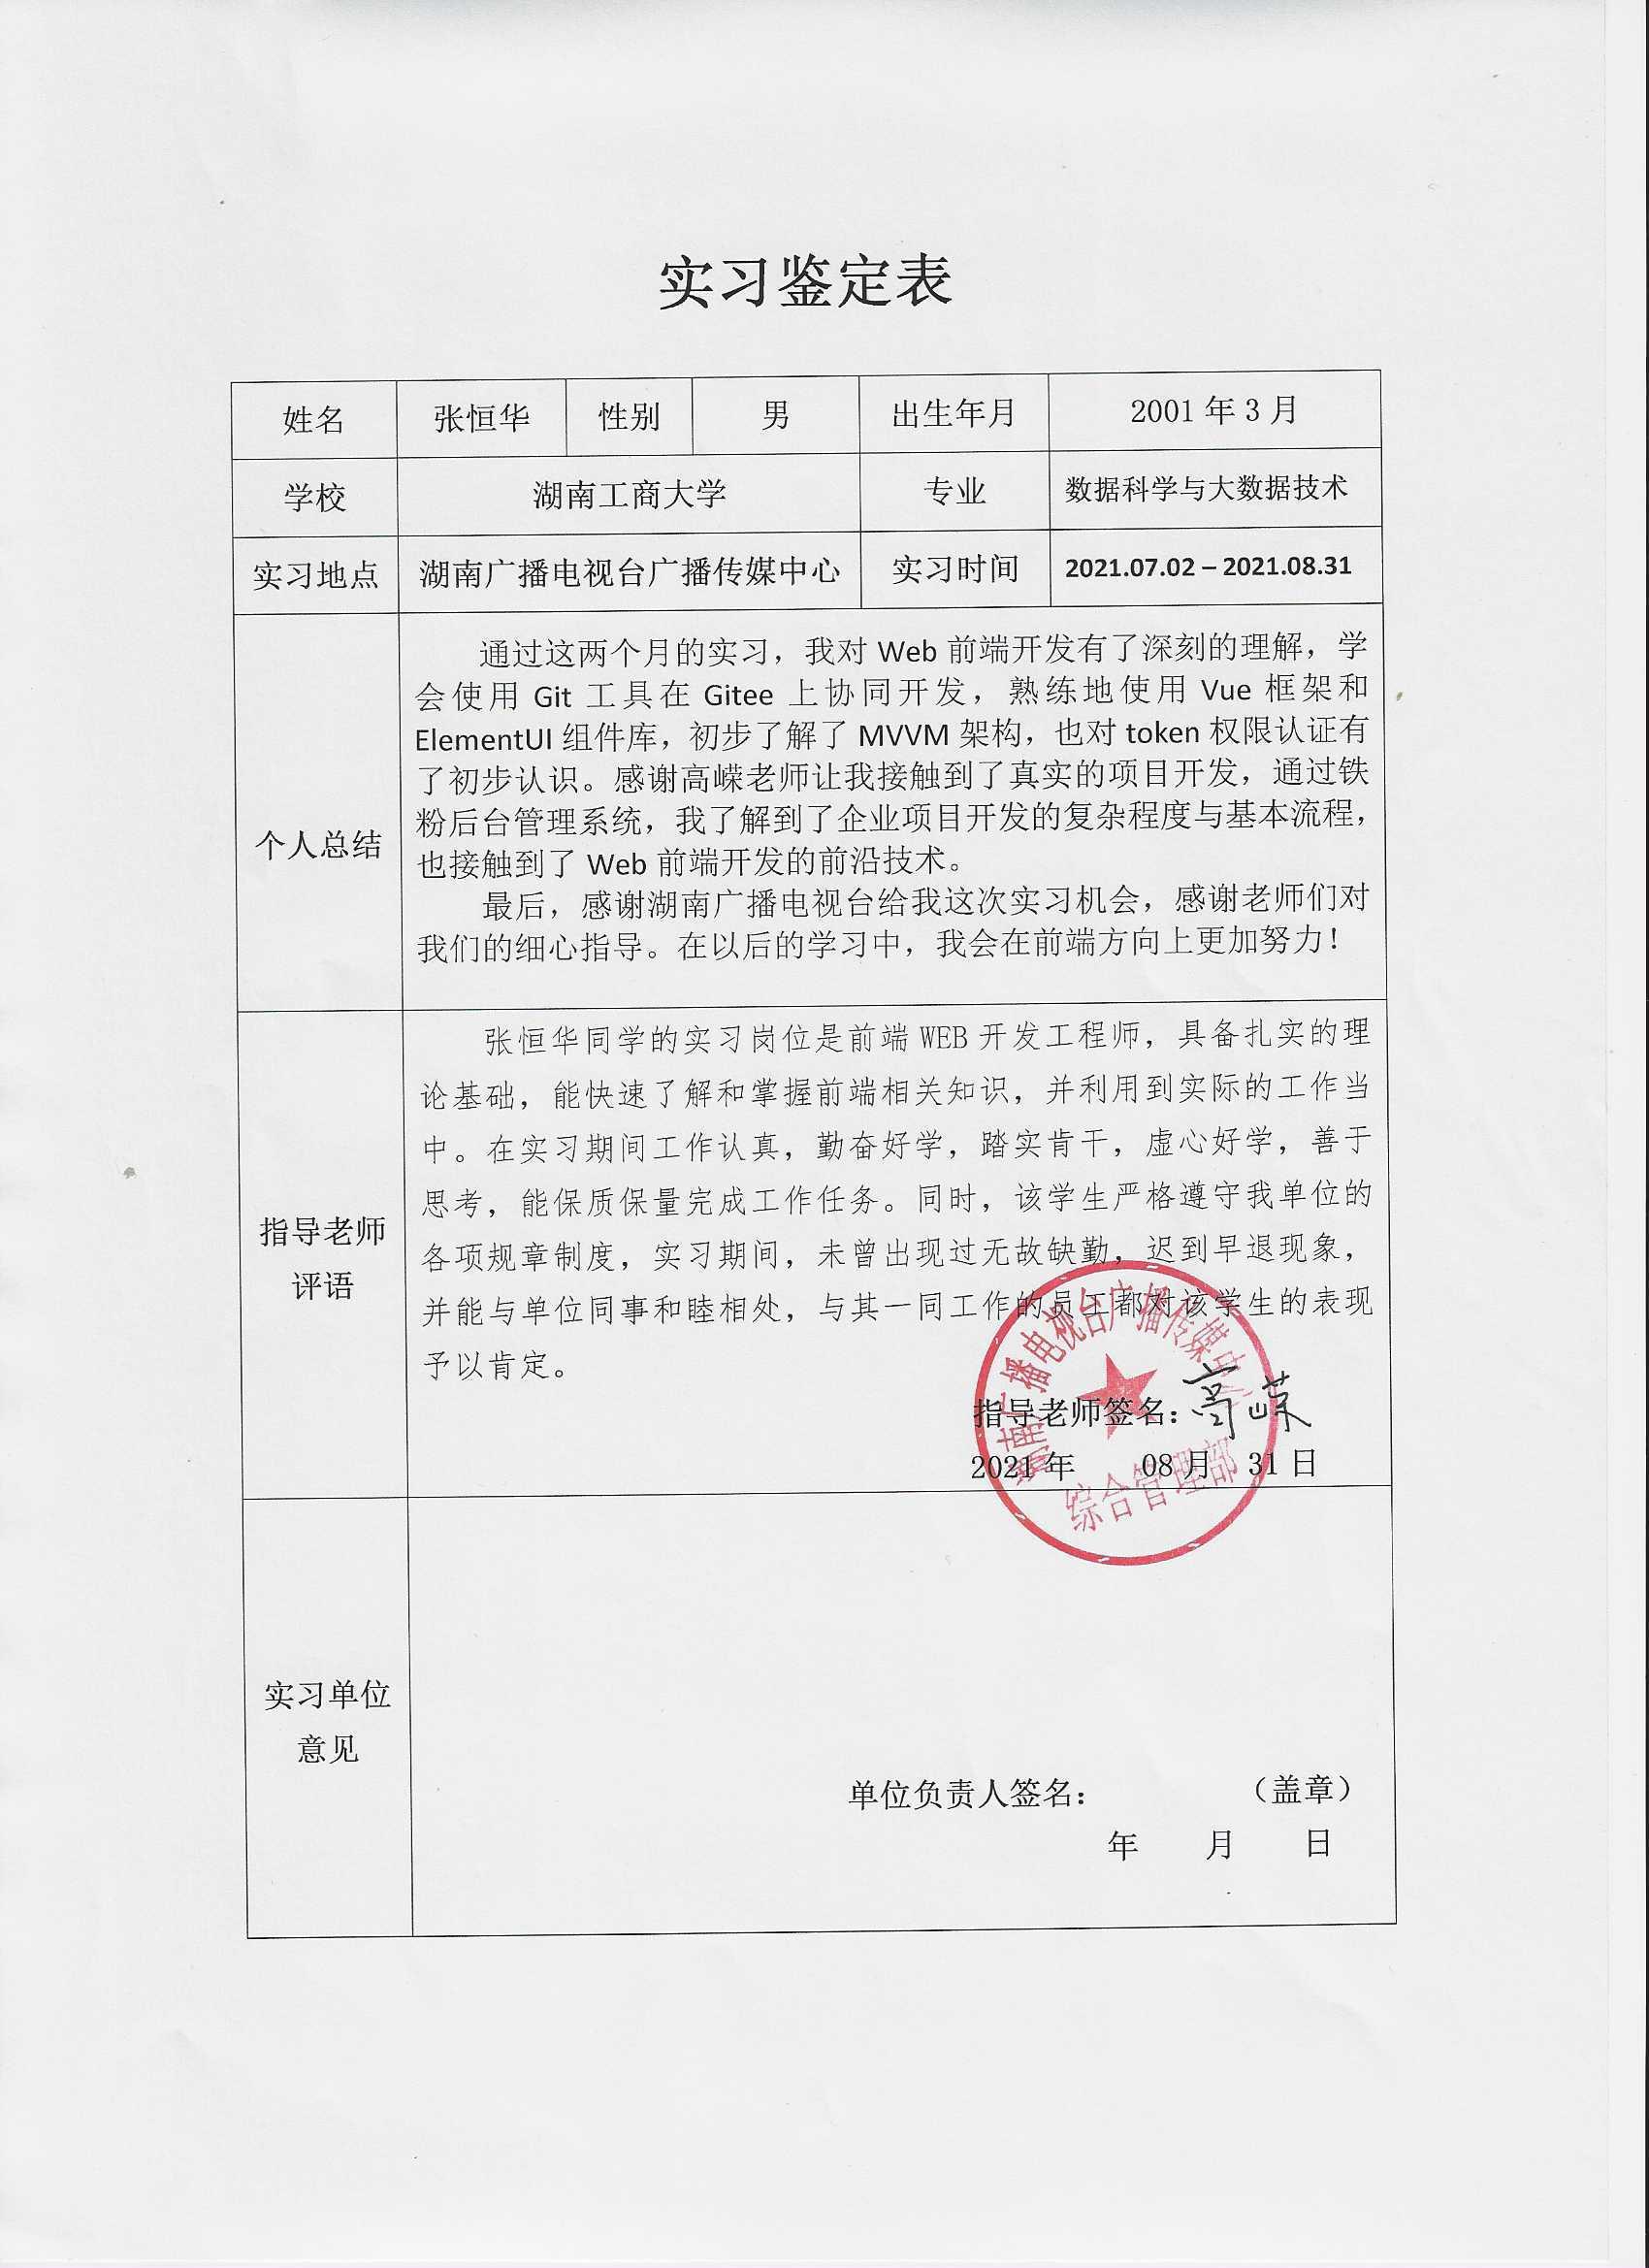 实习鉴定表
姓名 张恒华 性别 男 出生年月 2001 年 3 月
学校 湖南工商大学 专业 数据科学与大数据技术
实习地点 湖南广播电视台广播传媒中心 实习时间 2021.07.02 – 2021.08.31
个人总结
通过这两个月的实习，我对 Web 前端开发有了深刻的理解，学
会使用 Git 工具在 Gitee 上协同开发，熟练地使用 Vue 框架和
ElementUI 组件库，初步了解了 MVVM 架构，也对 token 权限认证有
了初步认识。感谢高嵘老师让我接触到了真实的项目开发，通过铁
粉后台管理系统，我了解到了企业项目开发的复杂程度与基本流程，
也接触到了 Web 前端开发的前沿技术。
最后，感谢湖南广播电视台给我这次实习机会，感谢老师们对
我们的细心指导。在以后的学习中，我会在前端方向上更加努力！
指导老师
评语
张恒华同学的实习岗位是前端 WEB 开发工程师，具备扎实的理
论基础，能快速了解和掌握前端相关知识，并利用到实际的工作当
中。在实习期间工作认真，勤奋好学，踏实肯干，虚心好学，善于
思考，能保质保量完成工作任务。同时，该学生严格遵守我单位的
各项规章制度，实习期间，未曾出现过无故缺勤，迟到早退现象，
并能与单位同事和睦相处，与其一同工作的员工都对该学生的表现
予以肯定。
湖南广播电视台广播传媒中心
指导老师签名：高嵘
2021 年 08 月 31 日
综合管理部
实习单位
意见
单位负责人签名： （盖章）
年 月 日